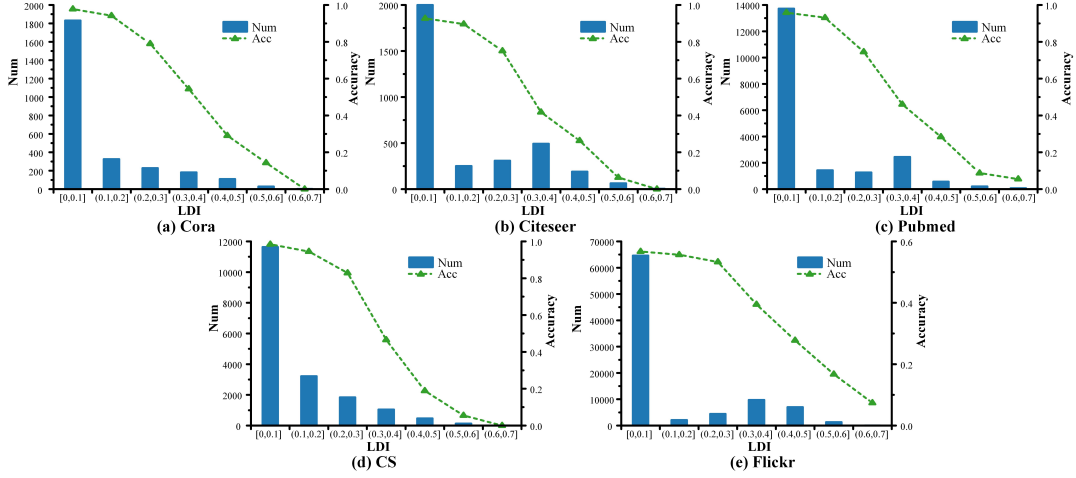 2000
1800
1600
1400
1200
1000
800
600
400
200
0
Num
1.0
0.8
0.6
0.4
0.2
0.0
Accuracy
Num
Acc
[0,0.1] (0.1,0.2] (0.2,0.3] (0.3,0.4] (0.4,0.5] (0.5,0.6] (0.6,0.7]
LDI
(a) Cora
2000
1500
1000
500
0
Num
1.0
0.8
0.6
0.4
0.2
0.0
Accuracy
Num
Acc
[0,0.1] (0.1,0.2] (0.2,0.3] (0.3,0.4] (0.4,0.5] (0.5,0.6] (0.6,0.7]
LDI
(b) Citeseer
14000
12000
10000
8000
6000
4000
2000
0
Num
1.0
0.8
0.6
0.4
0.2
0.0
Accuracy
Num
Acc
[0,0.1] (0.1,0.2] (0.2,0.3] (0.3,0.4] (0.4,0.5] (0.5,0.6] (0.6,0.7]
LDI
(c) Pubmed
12000
10000
8000
6000
4000
2000
0
Num
1.0
0.8
0.6
0.4
0.2
0.0
Accuracy
Num
Acc
[0,0.1] (0.1,0.2] (0.2,0.3] (0.3,0.4] (0.4,0.5] (0.5,0.6] (0.6,0.7]
LDI
(d) CS
70000
60000
50000
40000
30000
20000
10000
0
Num
0.6
0.4
0.2
0.0
Accuracy
Num
Acc
[0,0.1] (0.1,0.2] (0.2,0.3] (0.3,0.4] (0.4,0.5] (0.5,0.6] (0.6,0.7]
LDI
(e) Flickr